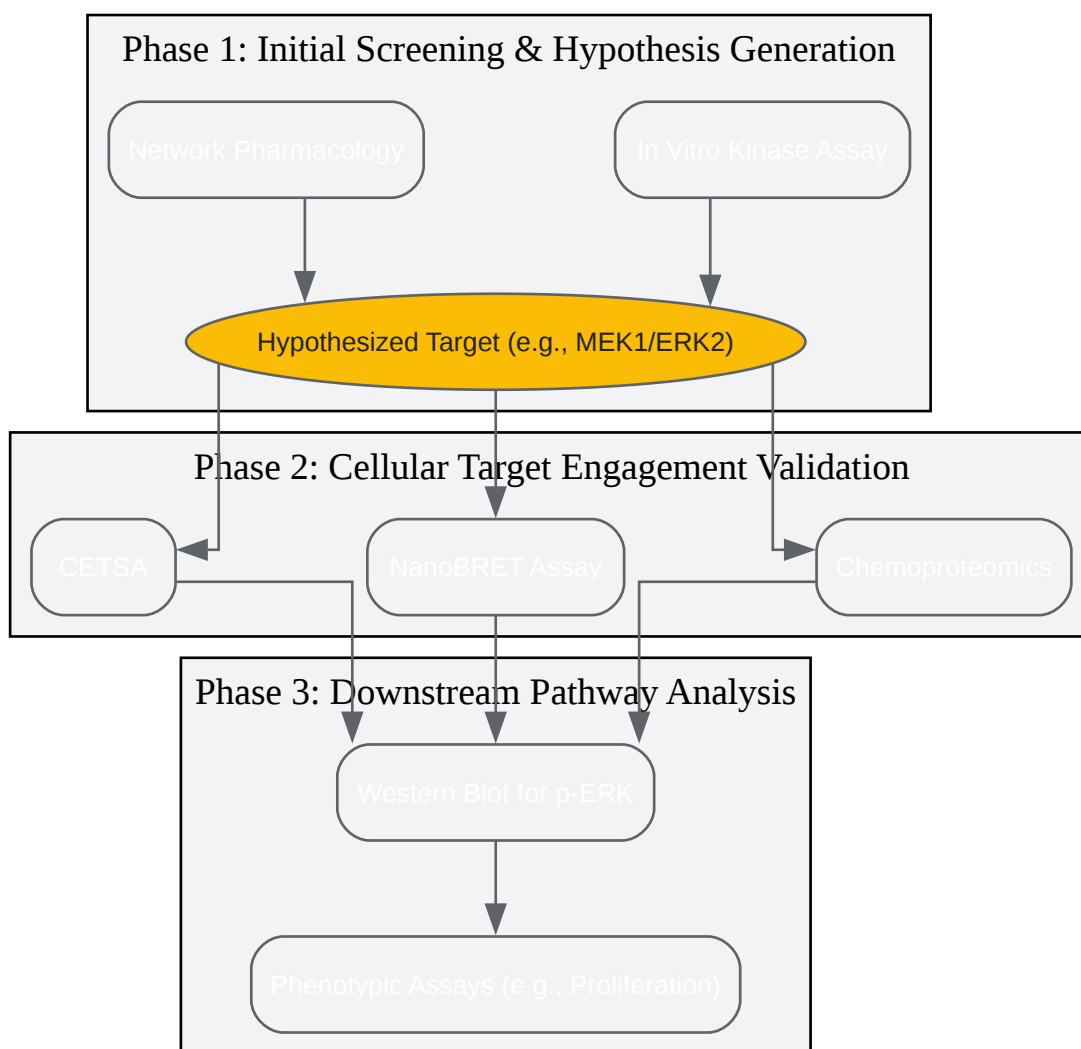 Phase 1: Initial Screening & Hypothesis Generation
Network Pharmacology
In Vitro Kinase Assay
Hypothesized Target (e.g., MEK1/ERK2)
Phase 2: Cellular Target Engagement Validation
CETSA
NanoBRET Assay
Chemoproteomics
Phase 3: Downstream Pathway Analysis
Western Blot for p-ERK
Phenotypic Assays (e.g., Proliferation)